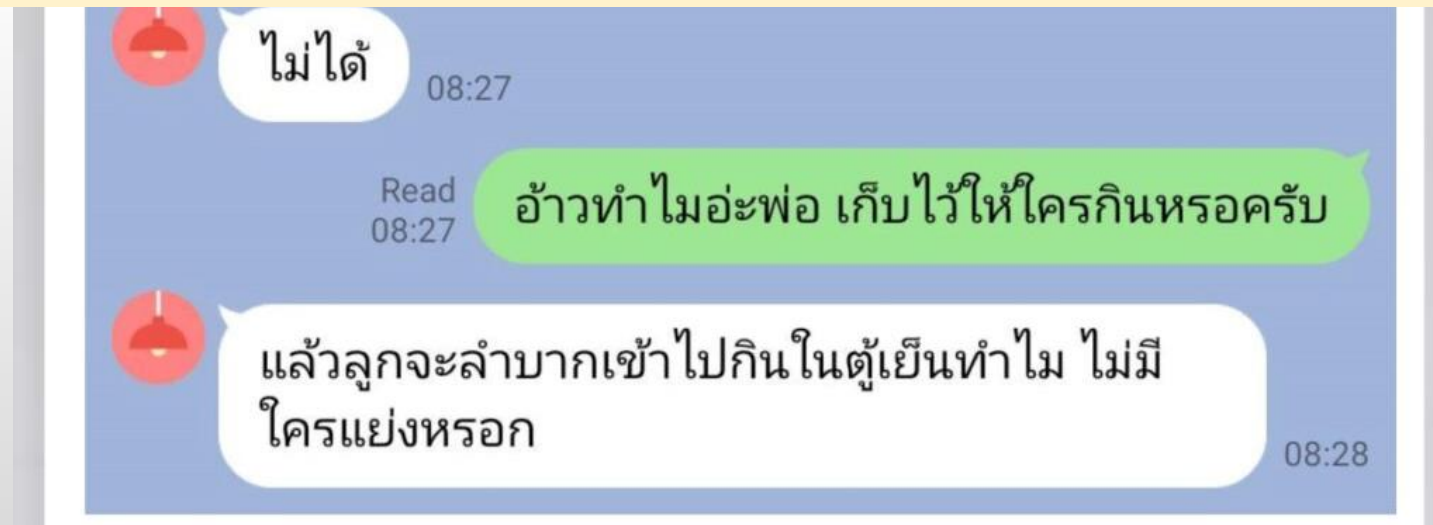 ไม่ได้
08:27
Read
08:27
อ้าวทำไมอ่ะพ่อ เก็บไว้ให้ใครกินหรอครับ
แล้วลูกจะลำบากเข้าไปกินในตู้เย็นทำไม ไม่มี
ใครแย่งหรอก
08:28